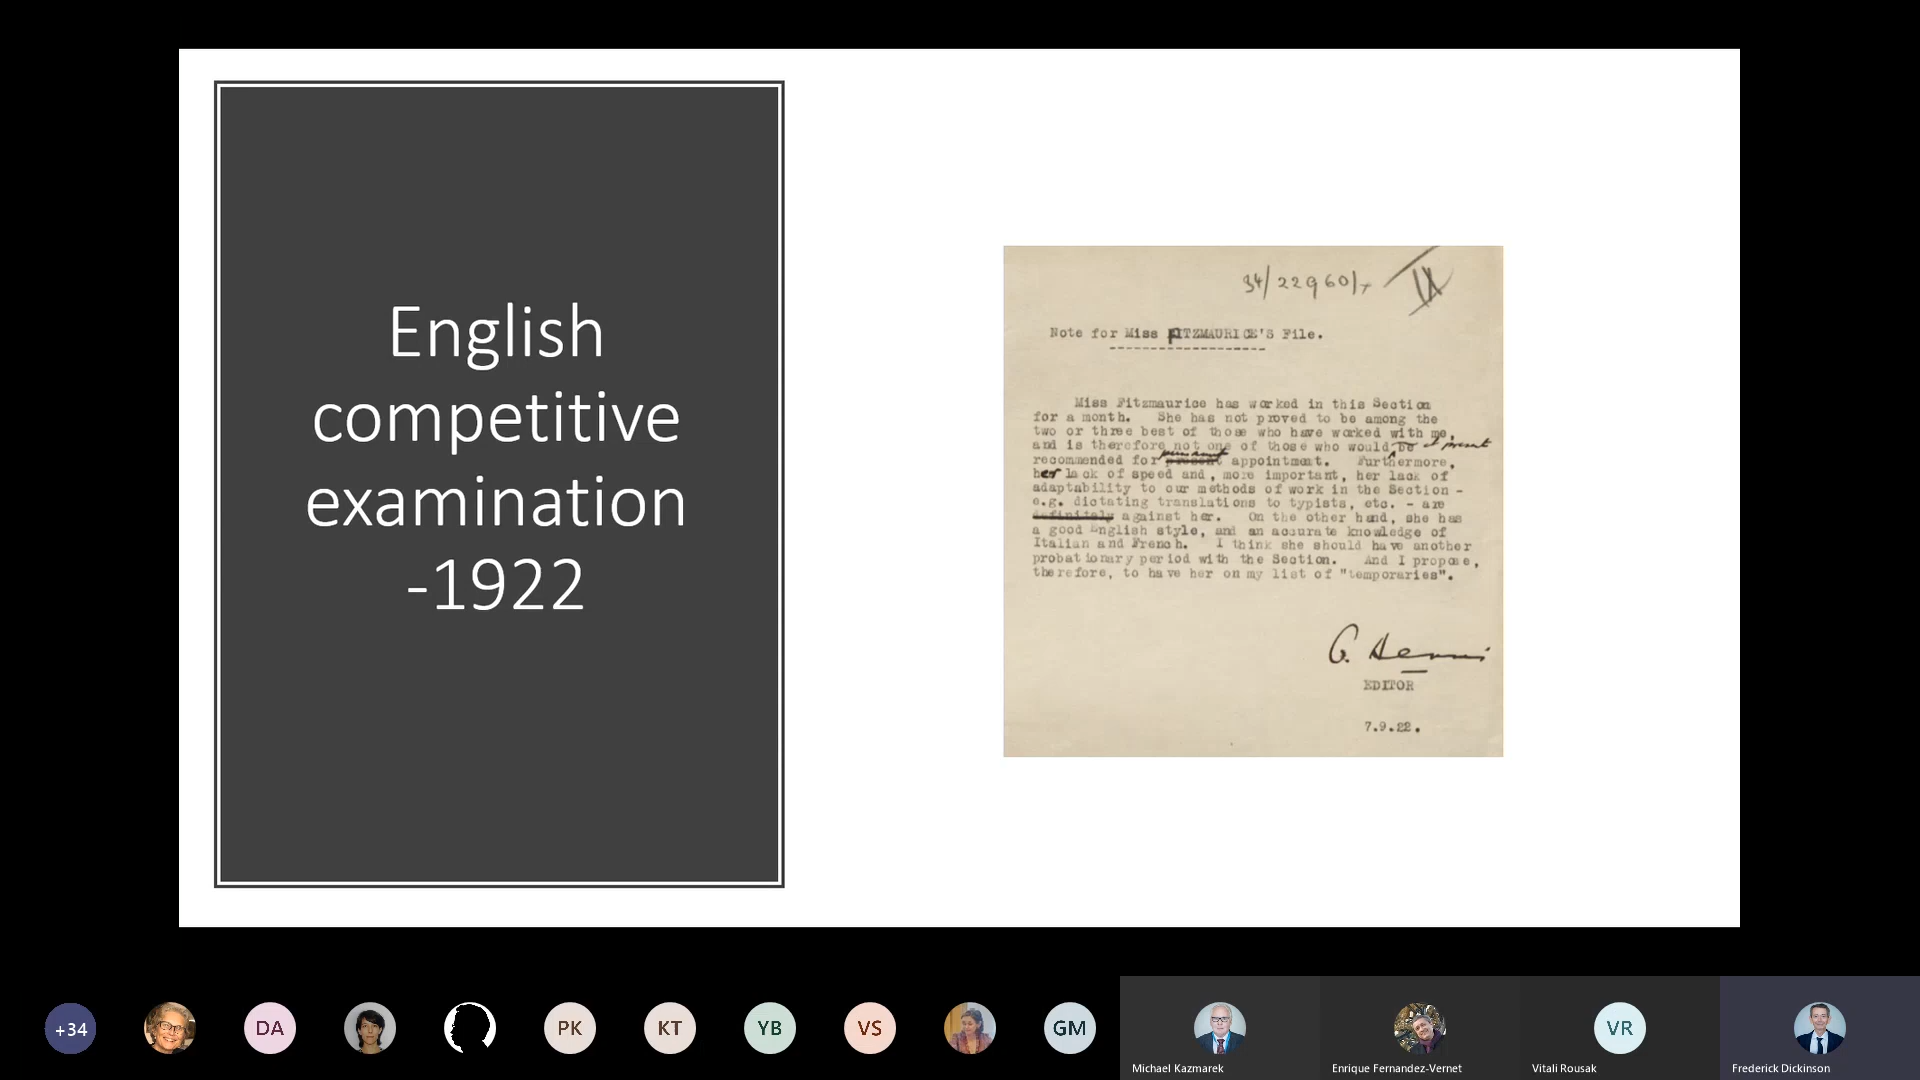 English
competitive
examination
-1922
34/22960/x IX
Note for Miss FITZMAURICE'S File.
Miss Fitzmaurice has worked in this Section
for a month. She has not proved to be among the
two or three best of those who have worked with me,
and is therefore not one of those who would be at present
recommended for permanent present appointment. Furthermore,
her lack of speed and, more important, her lack of
adaptability to our methods of work in the Section -
e.g. dictating translations to typists, etc. - are
definitely against her. On the other hand, she has
a good English style, and an accurate knowledge of
Italian and French. I think she should have another
probationary period with the Section. And I propose,
therefore, to have her on my list of "temporaries".
G. Dennis
EDITOR
7.9.22.
+34 DA PK KT YB VS GM VR
Michael Kazmarek Enrique Fernandez-Vernet Vitali Rousak Frederick Dickinson